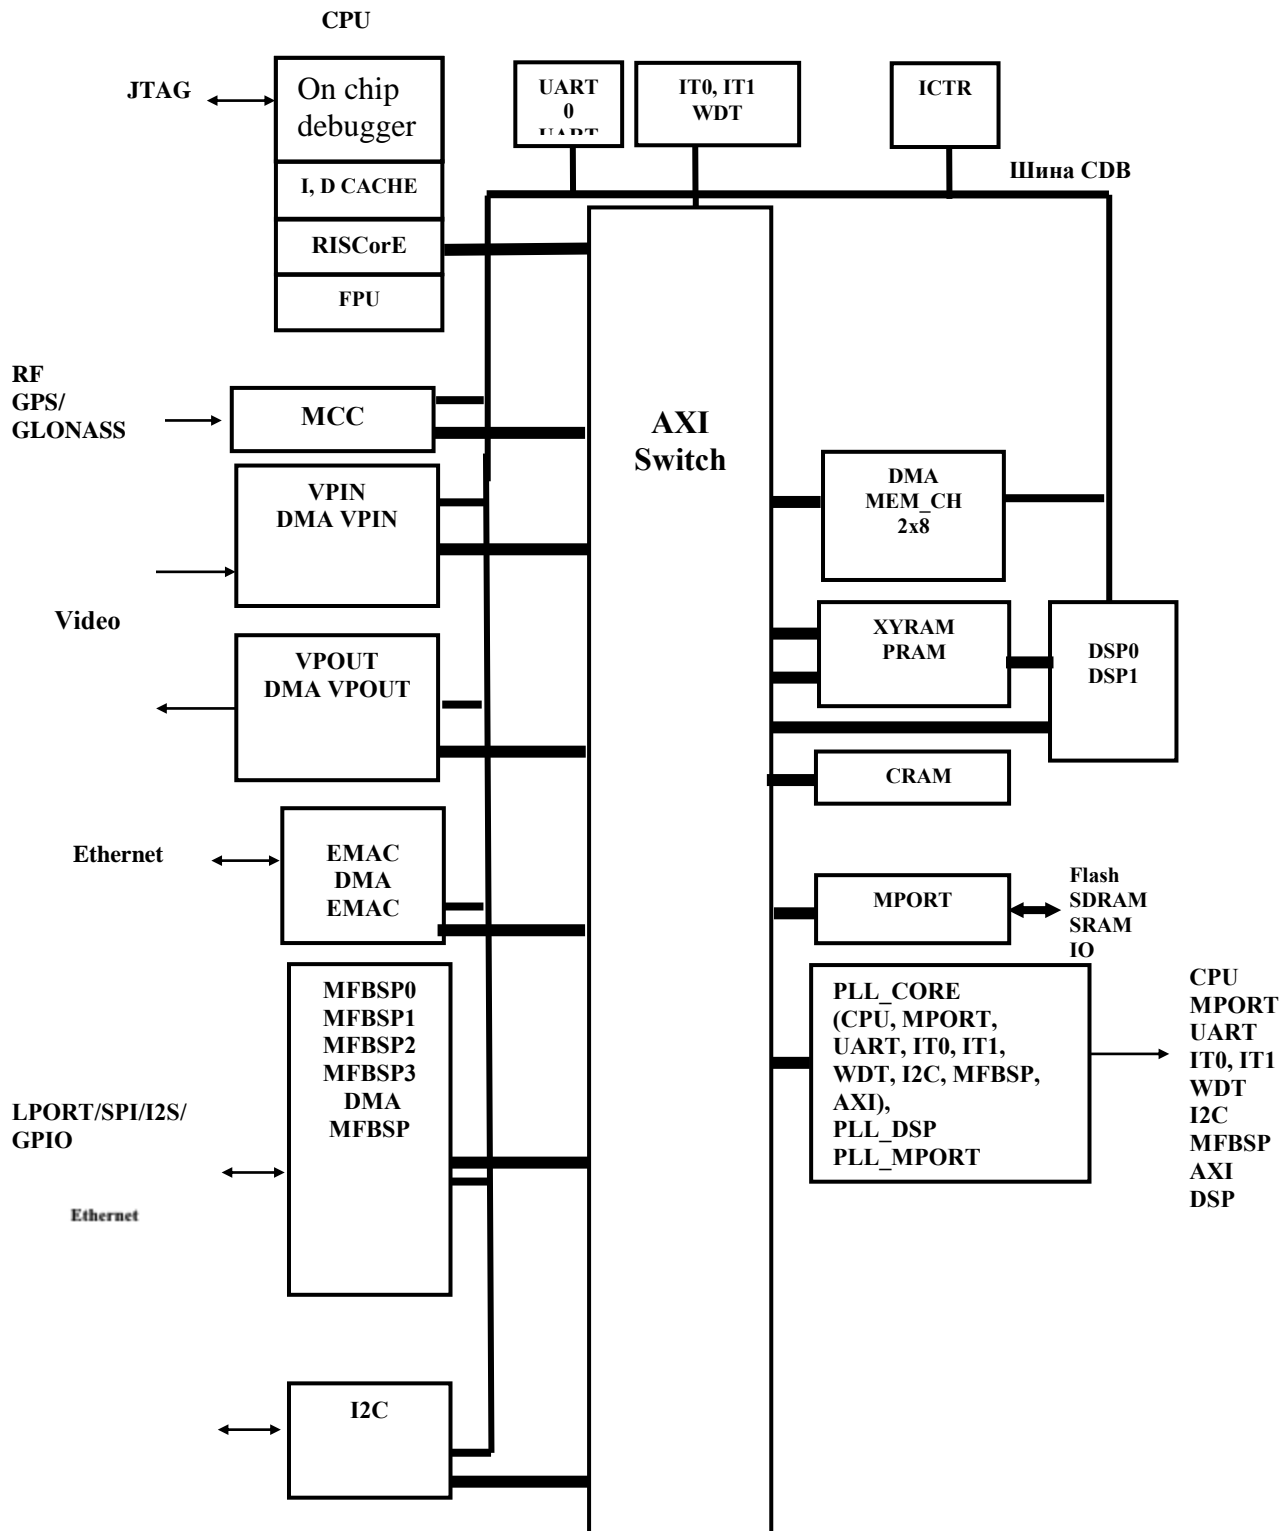 CPU
JTAG
On chip
debugger
I, D CACHE
RISCorE
FPU
UART
0
UART
IT0, IT1
WDT
ICTR
Шина CDB
RF
GPS/
GLONASS
MCC
AXI
Switch
VPIN
DMA VPIN
Video
VPOUT
DMA VPOUT
DMA
MEM_CH
2x8
XYRAM
PRAM
DSP0
DSP1
CRAM
Ethernet
EMAC
DMA
EMAC
MPORT
Flash
SDRAM
SRAM
IO
MFBSP0
MFBSP1
MFBSP2
MFBSP3
DMA
MFBSP
LPORT/SPI/I2S/
GPIO
Ethernet
PLL_CORE
(CPU, MPORT,
UART, IT0, IT1,
WDT, I2C, MFBSP,
AXI),
PLL_DSP
PLL_MPORT
CPU
MPORT
UART
IT0, IT1
WDT
I2C
MFBSP
AXI
DSP
I2C